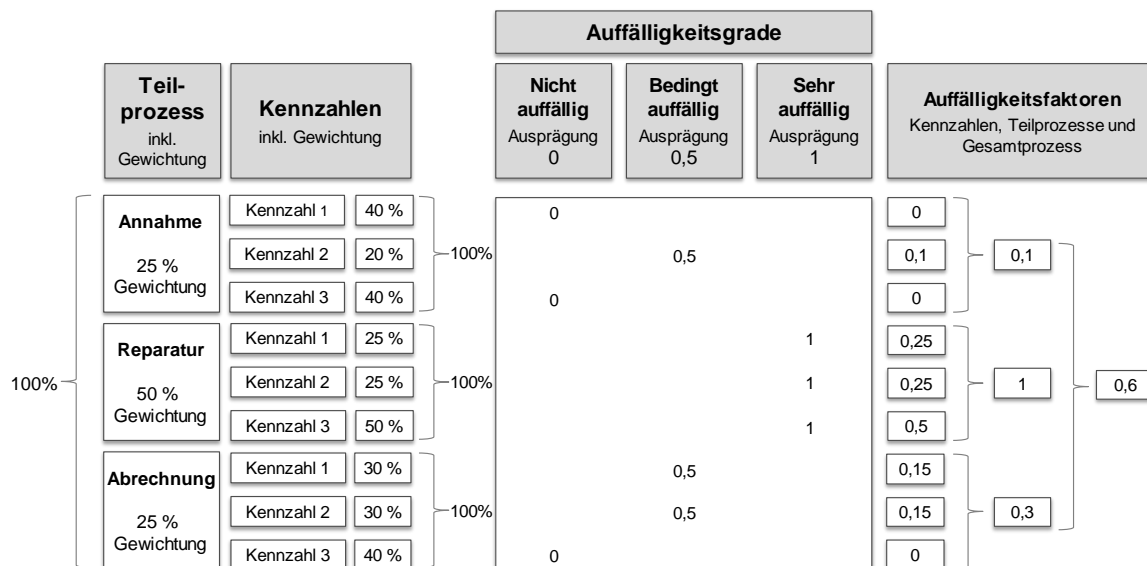 Auffälligkeitsgrade
Teil-
prozess
inkl.
Gewichtung
Kennzahlen
inkl. Gewichtung
Nicht
auffällig
Ausprägung
0
Bedingt
auffällig
Ausprägung
0,5
Sehr
auffällig
Ausprägung
1
Auffälligkeitsfaktoren
Kennzahlen, Teilprozesse und
Gesamtprozess
100%
Annahme
25 %
Gewichtung
Kennzahl 1 40 % 0 0
Kennzahl 2 20 % 100% 0,5 0,1 0,1
Kennzahl 3 40 % 0 0
Reparatur
50 %
Gewichtung
Kennzahl 1 25 % 1 0,25
Kennzahl 2 25 % 100% 1 0,25 1 0,6
Kennzahl 3 50 % 1 0,5
Abrechnung
25 %
Gewichtung
Kennzahl 1 30 % 0,5 0,15
Kennzahl 2 30 % 100% 0,5 0,15 0,3
Kennzahl 3 40 % 0 0